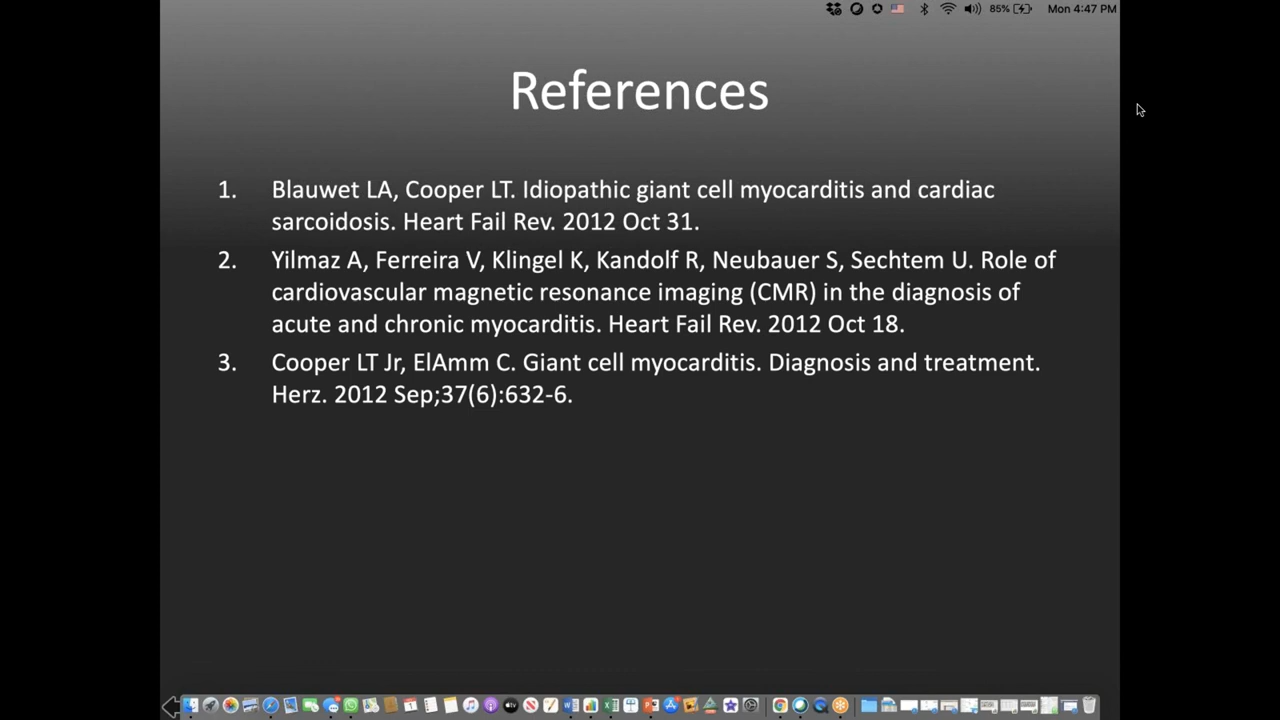 85% Mon 4:47 PM
References
1. Blauwet LA, Cooper LT. Idiopathic giant cell myocarditis and cardiac
sarcoidosis. Heart Fail Rev. 2012 Oct 31.
2. Yilmaz A, Ferreira V, Klingel K, Kandolf R, Neubauer S, Sechtem U. Role of
cardiovascular magnetic resonance imaging (CMR) in the diagnosis of
acute and chronic myocarditis. Heart Fail Rev. 2012 Oct 18.
3. Cooper LT Jr, ElAmm C. Giant cell myocarditis. Diagnosis and treatment.
Herz. 2012 Sep;37(6):632-6.